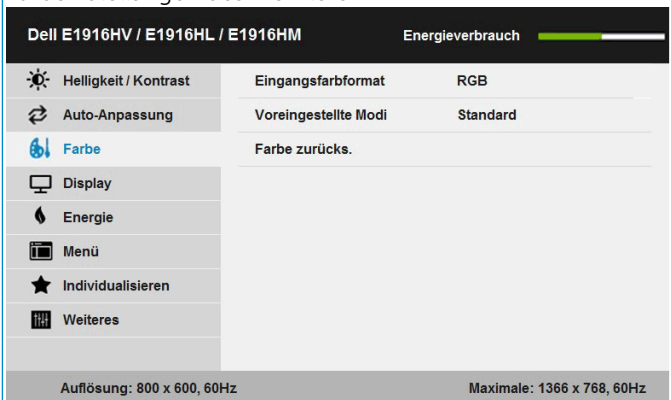 Dell E1916HV / E1916HL / E1916HM Energieverbrauch
Helligkeit / Kontrast Eingangsfarbformat RGB
Auto-Anpassung Voreingestellte Modi Standard
Farbe Farbe zurücks.
Display
Energie
Menü
Individualisieren
Weiteres
Auflösung: 800 x 600, 60Hz Maximale: 1366 x 768, 60Hz